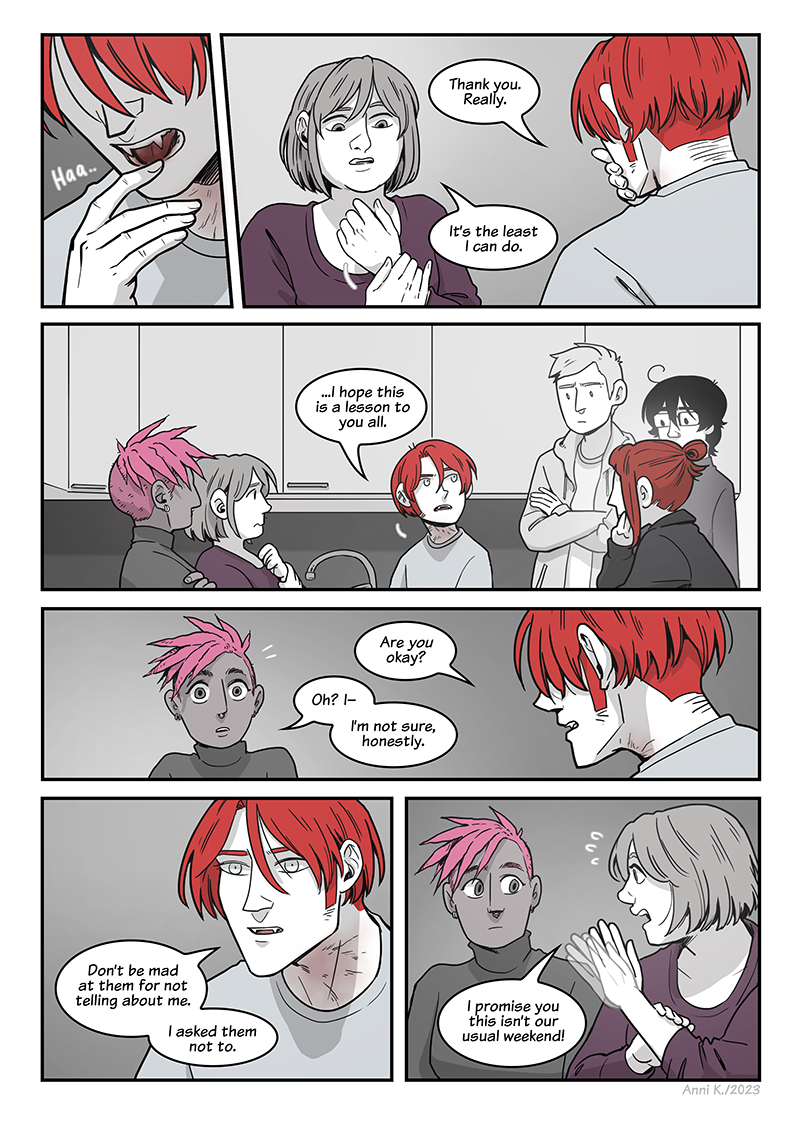 Haa..
Thank you.
Really.
It's the least
I can do.
...I hope this
is a lesson to
you all.
Are you
okay?
Oh? I–
I'm not sure,
honestly.
Don't be mad
at them for not
telling about me.
I asked them
not to.
I promise you
this isn't our
usual weekend!
Anni K./2023